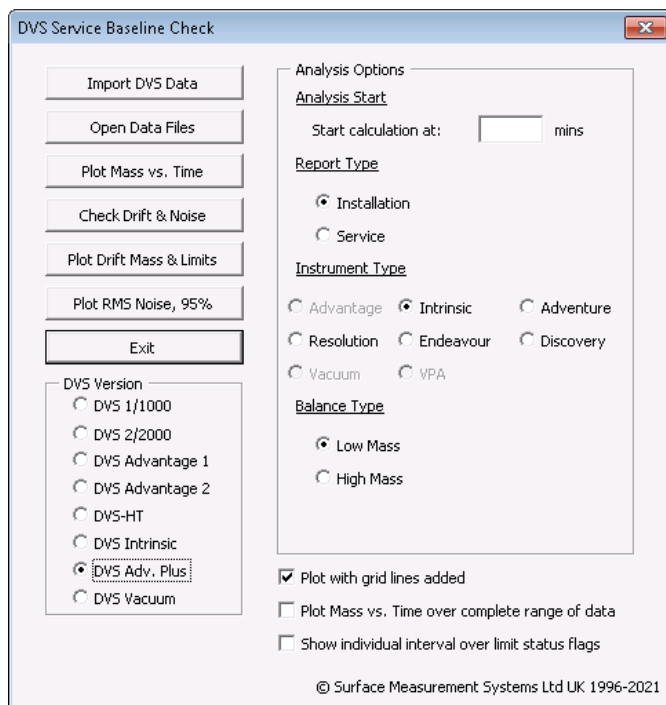 DVS Service Baseline Check
Import DVS Data
Open Data Files
Plot Mass vs. Time
Check Drift & Noise
Plot Drift Mass & Limits
Plot RMS Noise, 95%
Exit
DVS Version
DVS 1/1000
DVS 2/2000
DVS Advantage 1
DVS Advantage 2
DVS-HT
DVS Intrinsic
DVS Adv. Plus
DVS Vacuum
Analysis Options
Analysis Start
Start calculation at: mins
Report Type
Installation
Service
Instrument Type
Advantage Intrinsic Adventure
Resolution Endeavour Discovery
Vacuum VPA
Balance Type
Low Mass
High Mass
Plot with grid lines added
Plot Mass vs. Time over complete range of data
Show individual interval over limit status flags
© Surface Measurement Systems Ltd UK 1996-2021